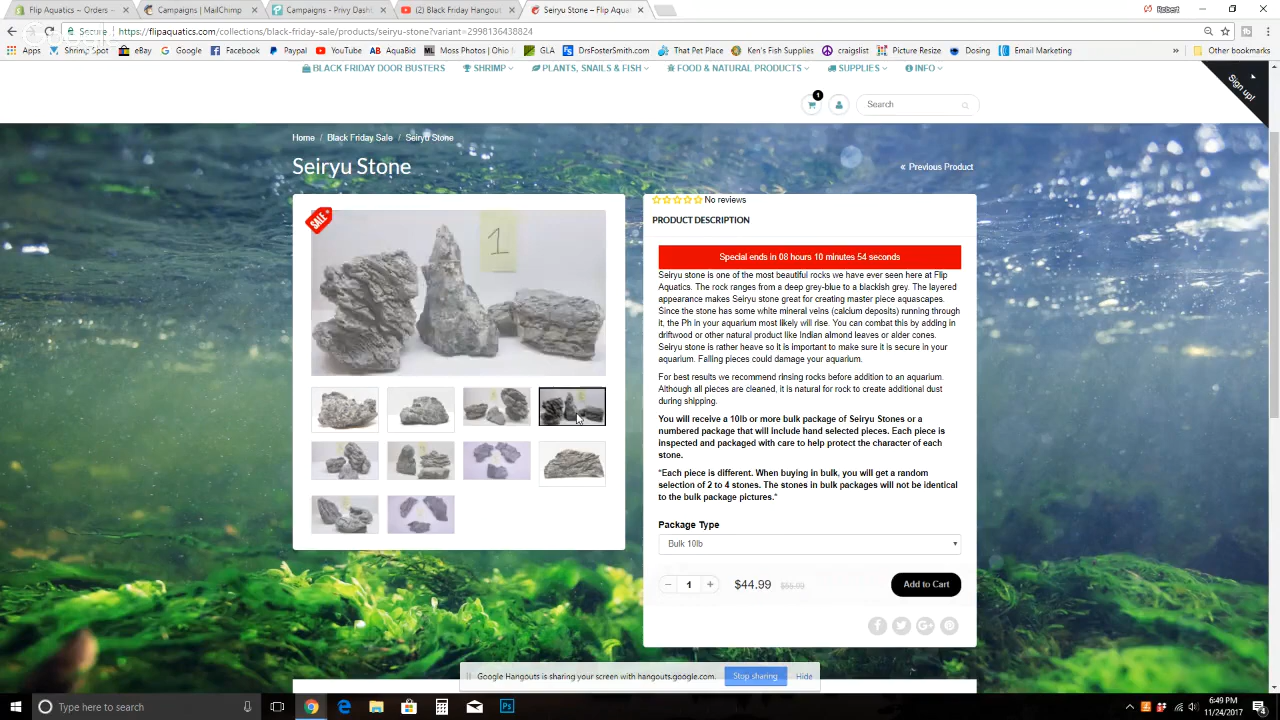 Flip Aquatics ~ Orders ~
Campaigns | MailChimp
Campaigns - Privy Dash
(2) Black Friday Hangout
Seiryu Stone – Flip Aqua
Robert
Secure
https://flipaquatics.com/collections/black-friday-sale/products/seiryu-stone?variant=2998136438824
Apps
Shrimpie
eBay
Google
Facebook
Paypal
YouTube
AquaBid
Moss Photos | Ohio
GLA
DrsFosterSmith.com
That Pet Place
Ken's Fish Supplies
craigslist
Picture Resize
Dosing
Email Marketing
»
Other bookmarks
BLACK FRIDAY DOOR BUSTERS
SHRIMP
PLANTS, SNAILS & FISH
FOOD & NATURAL PRODUCTS
SUPPLIES
INFO
Sign up!
1
Search
Home / Black Friday Sale / Seiryu Stone
Seiryu Stone
« Previous Product
SALE
1
No reviews
PRODUCT DESCRIPTION
Special ends in 08 hours 10 minutes 54 seconds
Seiryu stone is one of the most beautiful rocks we have ever seen here at Flip
Aquatics. The rock ranges from a deep grey-blue to a blackish grey. The layered
appearance makes Seiryu stone great for creating master piece aquascapes.
Since the stone has some white mineral veins (calcium deposits) running through
it, the Ph in your aquarium most likely will rise. You can combat this by adding in
driftwood or other natural product like Indian almond leaves or alder cones.
Seiryu stone is rather heave so it is important to make sure it is secure in your
aquarium. Falling pieces could damage your aquarium.
For best results we recommend rinsing rocks before addition to an aquarium.
Although all pieces are cleaned, it is natural for rock to create additional dust
during shipping.
You will receive a 10lb or more bulk package of Seiryu Stones or a
numbered package that will include hand selected pieces. Each piece is
inspected and packaged with care to help protect the character of each
stone.
*Each piece is different. When buying in bulk, you will get a random
selection of 2 to 4 stones. The stones in bulk packages will not be identical
to the bulk package pictures.*
Package Type
Bulk 10lb
− 1 + $44.99
Add to Cart
Google Hangouts is sharing your screen with hangouts.google.com.
Stop sharing
Hide
Type here to search
6:49 PM
11/24/2017